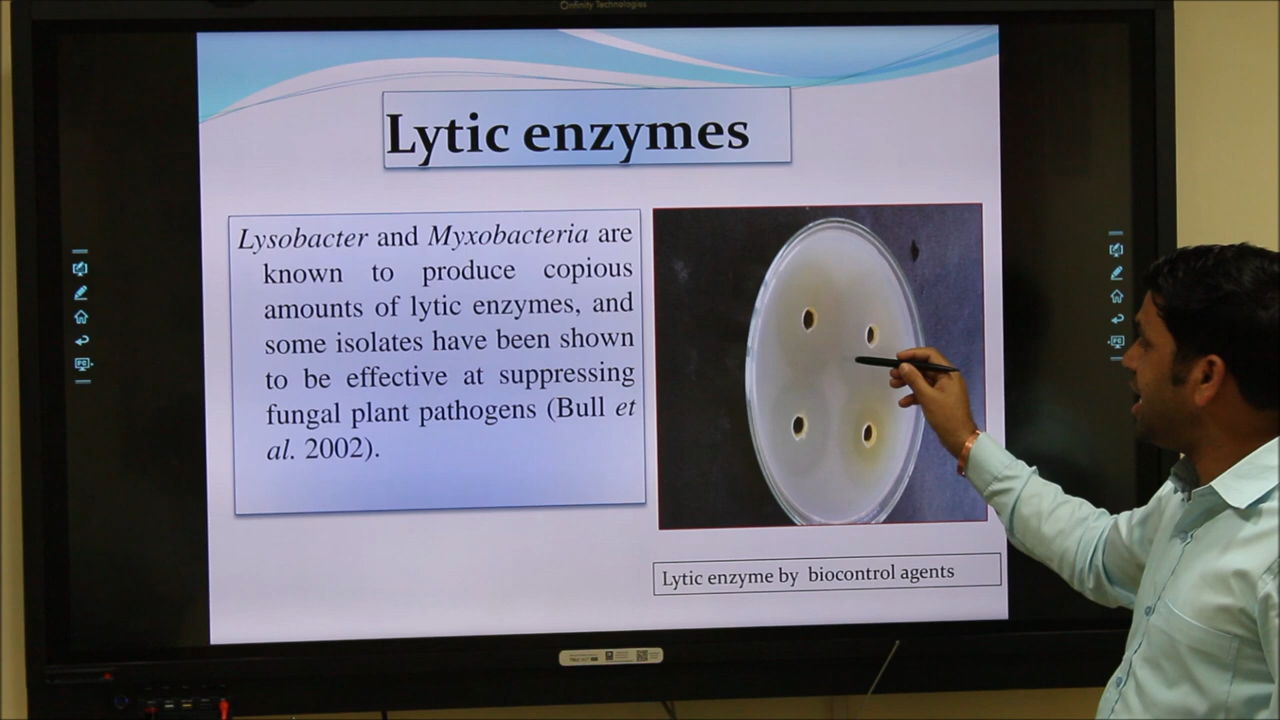 Onfinity Technologies
Lytic enzymes
Lysobacter and Myxobacteria are
known to produce copious
amounts of lytic enzymes, and
some isolates have been shown
to be effective at suppressing
fungal plant pathogens (Bull et
al. 2002).
Lytic enzyme by biocontrol agents